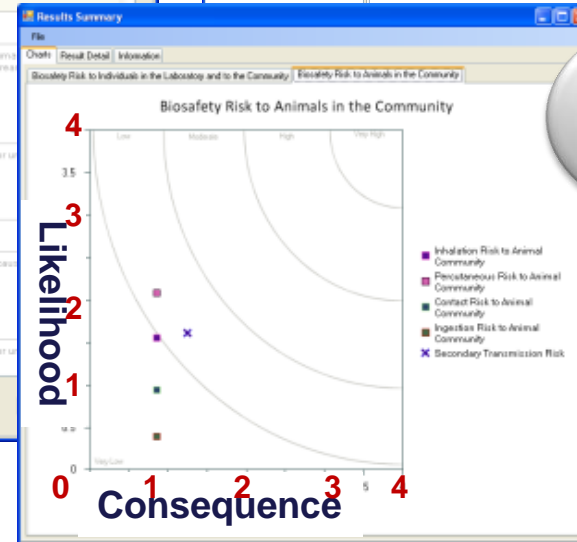 Results Summary
File
Charts Result Detail Information
Biosafety Risk to Individuals in the Laboratory and to the Community Biosafety Risk to Animals in the Community
Biosafety Risk to Animals in the Community
4
Low Moderate High Very High
3.5
3
Likelihood
Inhalation Risk to Animal
Community
Percutaneous Risk to Animal
Community
Contact Risk to Animal
Community
Ingestion Risk to Animal
Community
Secondary Transmission Risk
2
1
0.5
0
Very Low
0 1 2 3 4
Consequence